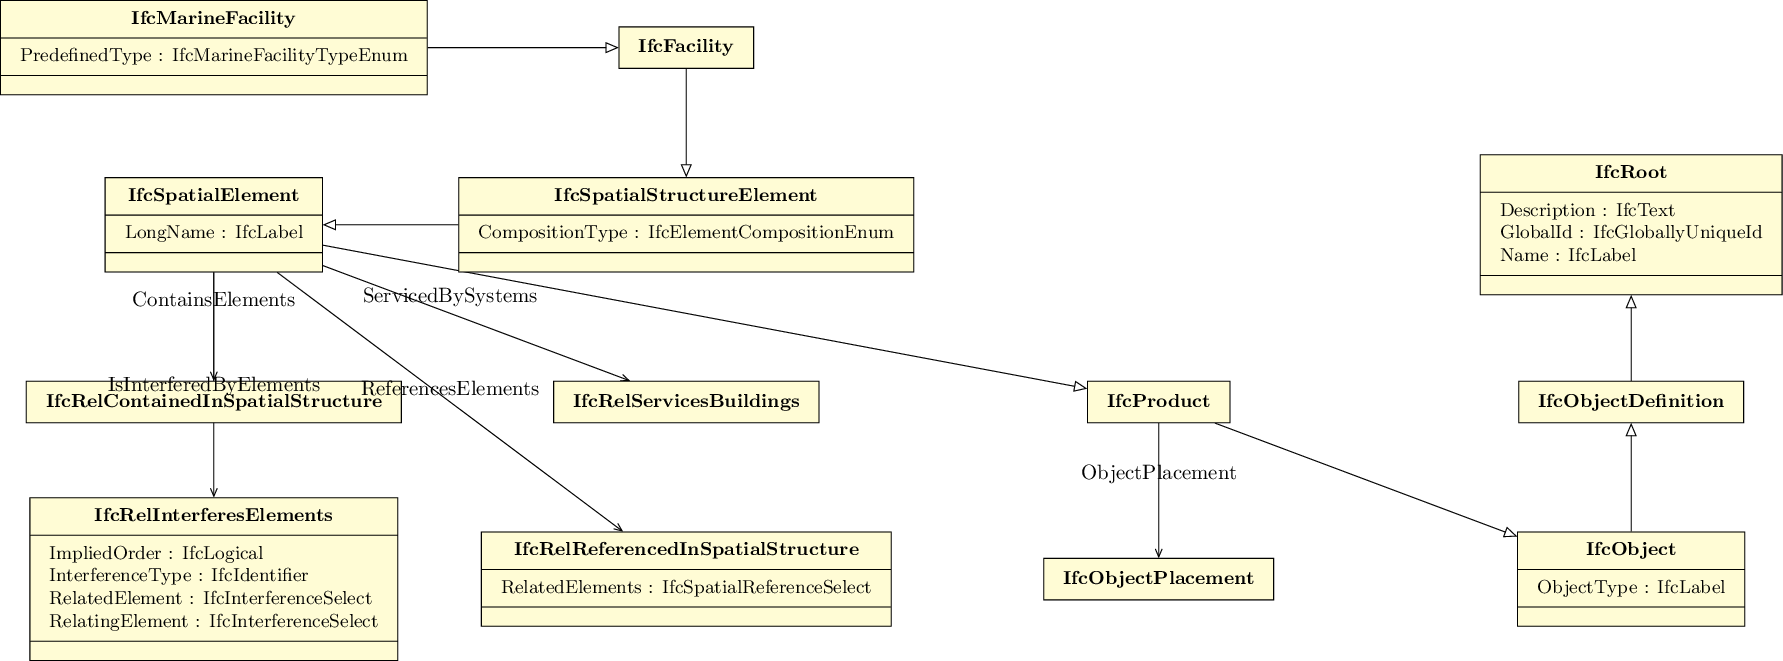 IfcMarineFacility
PredefinedType : IfcMarineFacilityTypeEnum
IfcFacility
IfcSpatialElement
LongName : IfcLabel
IfcSpatialStructureElement
CompositionType : IfcElementCompositionEnum
IfcRoot
Description : IfcText
GlobalId : IfcGloballyUniqueId
Name : IfcLabel
ContainsElements
ServicedBySystems
IsInterferedByElements
ReferencesElements
IfcRelContainedInSpatialStructure
IfcRelServicesBuildings
IfcProduct
IfcObjectDefinition
ObjectPlacement
IfcRelInterferesElements
ImpliedOrder : IfcLogical
InterferenceType : IfcIdentifier
RelatedElement : IfcInterferenceSelect
RelatingElement : IfcInterferenceSelect
IfcRelReferencedInSpatialStructure
RelatedElements : IfcSpatialReferenceSelect
IfcObjectPlacement
IfcObject
ObjectType : IfcLabel